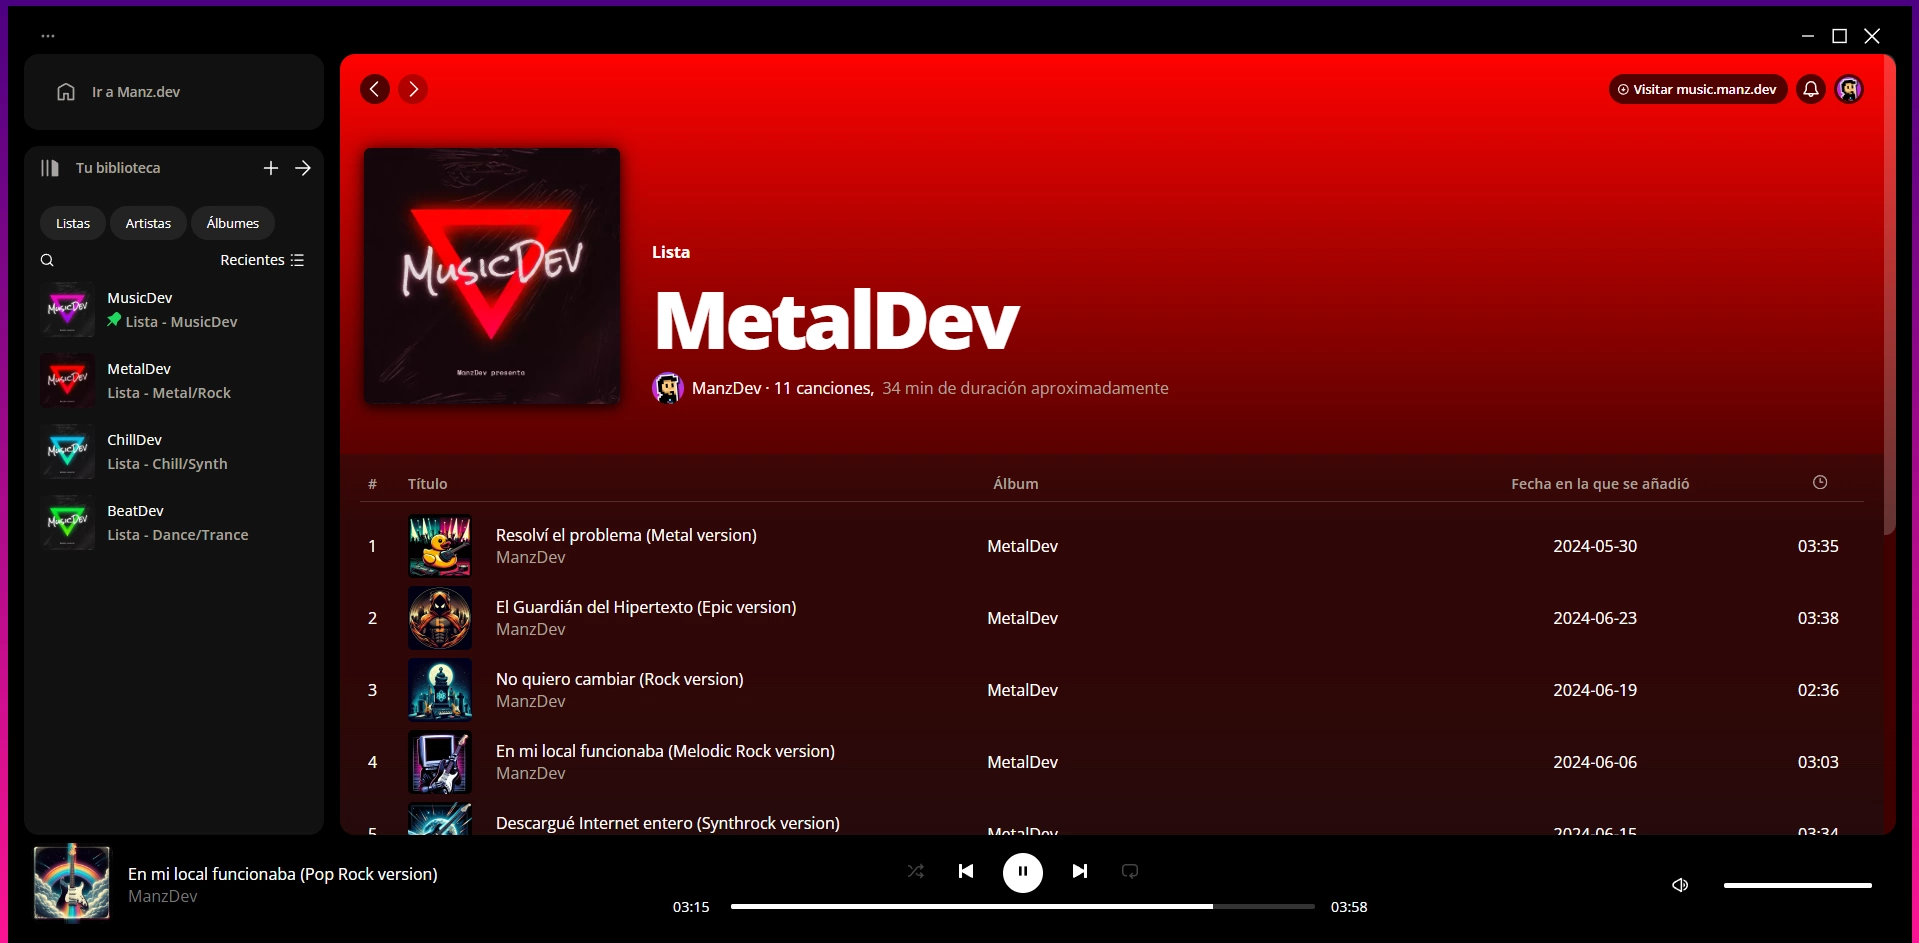 ...
Ir a Manz.dev
Visitar music.manz.dev
Tu biblioteca
Listas
Artistas
Álbumes
Recientes
MusicDev
MusicDev
Lista - MusicDev
MusicDev
MetalDev
Lista - Metal/Rock
MusicDev
ChillDev
Lista - Chill/Synth
MusicDev
BeatDev
Lista - Dance/Trance
MusicDev
ManzDev presenta
Lista
MetalDev
ManzDev · 11 canciones, 34 min de duración aproximadamente
# Título Álbum Fecha en la que se añadió
1 Resolví el problema (Metal version) MetalDev 2024-05-30 03:35
ManzDev
2 El Guardián del Hipertexto (Epic version) MetalDev 2024-06-23 03:38
ManzDev
3 No quiero cambiar (Rock version) MetalDev 2024-06-19 02:36
ManzDev
4 En mi local funcionaba (Melodic Rock version) MetalDev 2024-06-06 03:03
ManzDev
5 Descargué Internet entero (Synthrock version) MetalDev 2024-06-15 03:34
En mi local funcionaba (Pop Rock version)
ManzDev
03:15
03:58